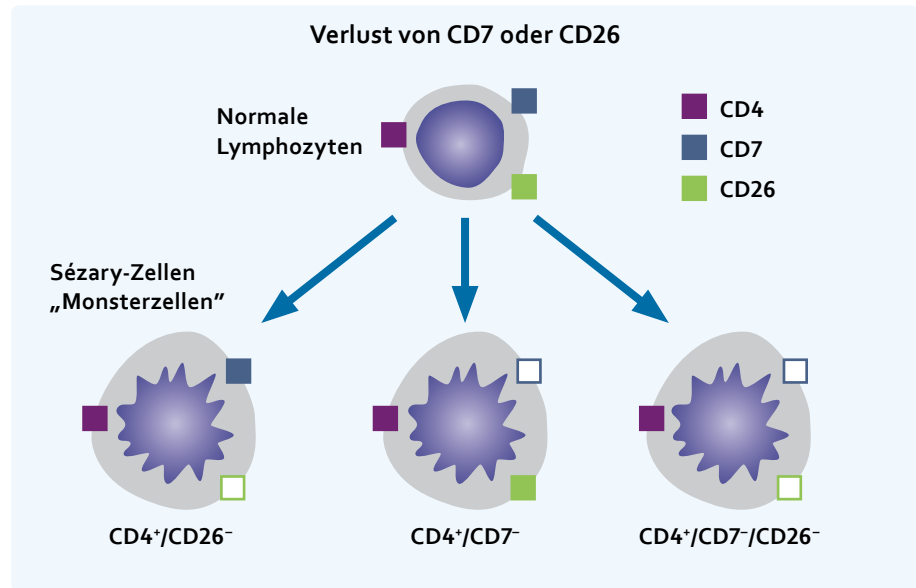 Verlust von CD7 oder CD26
Normale
Lymphozyten
CD4
CD7
CD26
Sézary-Zellen
„Monsterzellen”
CD4⁺/CD26⁻
CD4⁺/CD7⁻
CD4⁺/CD7⁻/CD26⁻